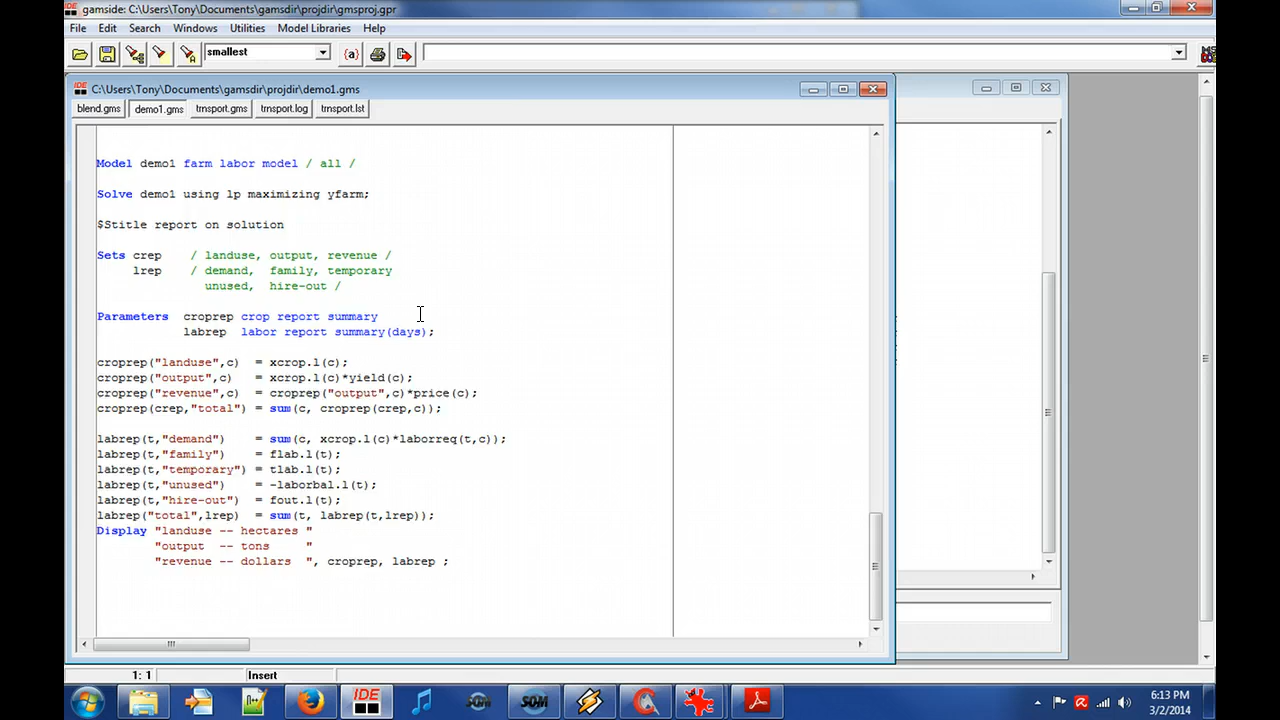 gamside: C:\Users\Tony\Documents\gamsdir\projdir\gmsproj.gpr
File Edit Search Windows Utilities Model Libraries Help
smallest {a}
IDE C:\Users\Tony\Documents\gamsdir\projdir\demo1.gms
blend.gms demo1.gms trnsport.gms trnsport.log trnsport.lst
Model demo1 farm labor model / all /
Solve demo1 using lp maximizing yfarm;
$Stitle report on solution
Sets crep / landuse, output, revenue /
lrep / demand, family, temporary
unused, hire-out /
Parameters croprep crop report summary
labrep labor report summary(days);
croprep("landuse",c) = xcrop.l(c);
croprep("output",c) = xcrop.l(c)*yield(c);
croprep("revenue",c) = croprep("output",c)*price(c);
croprep(crep,"total") = sum(c, croprep(crep,c));
labrep(t,"demand") = sum(c, xcrop.l(c)*laborreq(t,c));
labrep(t,"family") = flab.l(t);
labrep(t,"temporary") = tlab.l(t);
labrep(t,"unused") = -laborbal.l(t);
labrep(t,"hire-out") = fout.l(t);
labrep("total",lrep) = sum(t, labrep(t,lrep));
Display "landuse -- hectares "
"output -- tons "
"revenue -- dollars ", croprep, labrep ;
1: 1 Insert
IDE SOM SOM
6:13 PM
3/2/2014